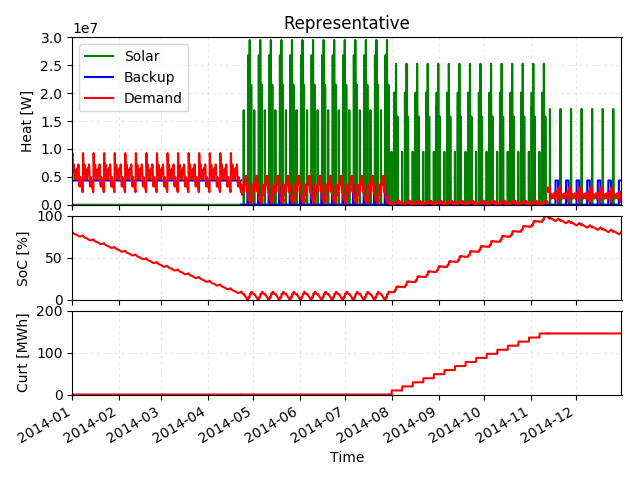 Representative
1e7
3.0
2.5
2.0
1.5
1.0
0.5
0.0
Heat [W]
Solar
Backup
Demand
100
50
0
SoC [%]
200
100
0
Curt [MWh]
2014-01
2014-02
2014-03
2014-04
2014-05
2014-06
2014-07
2014-08
2014-09
2014-10
2014-11
2014-12
Time